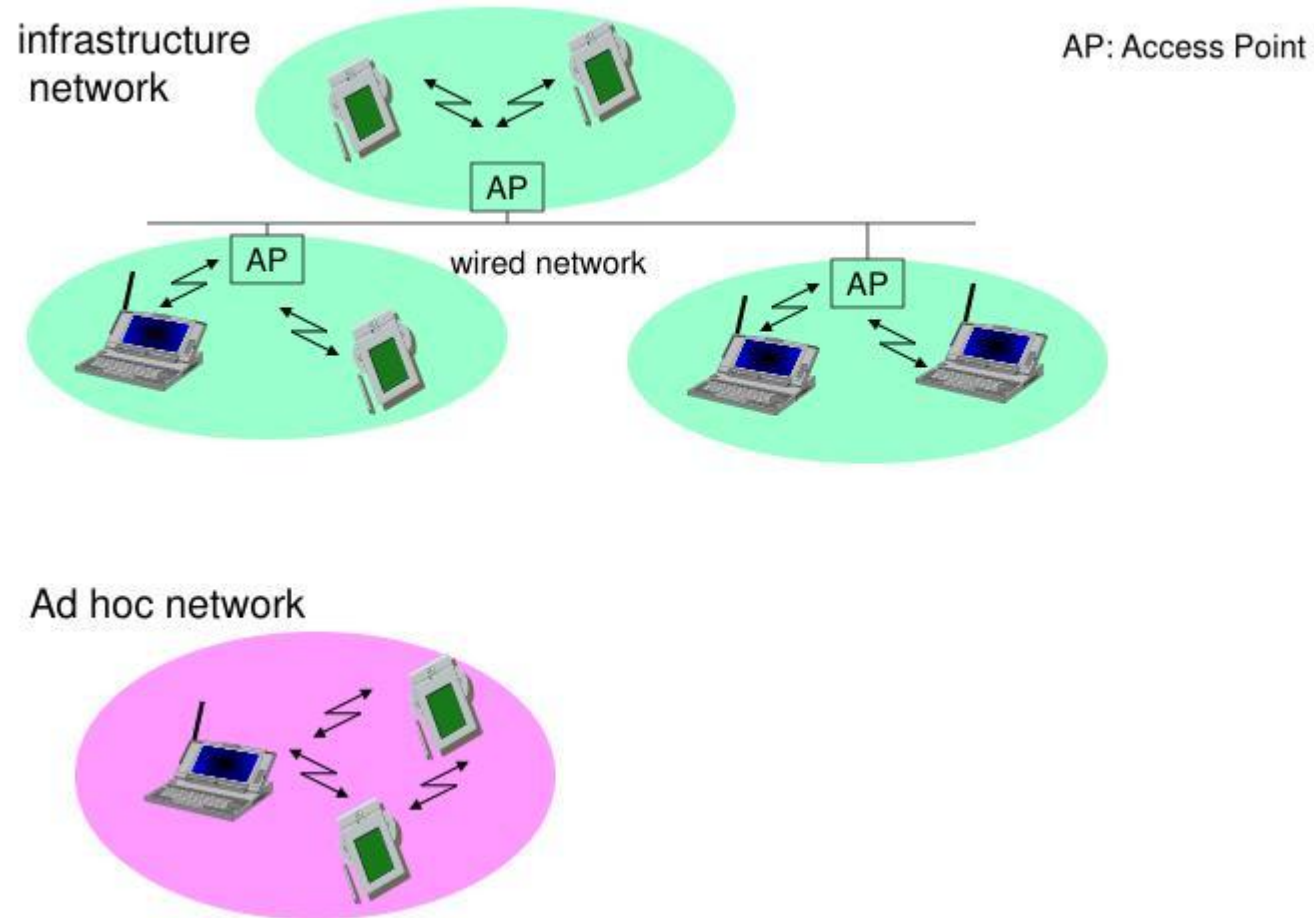 infrastructure
network
AP: Access Point
AP
AP
wired network
AP
Ad hoc network